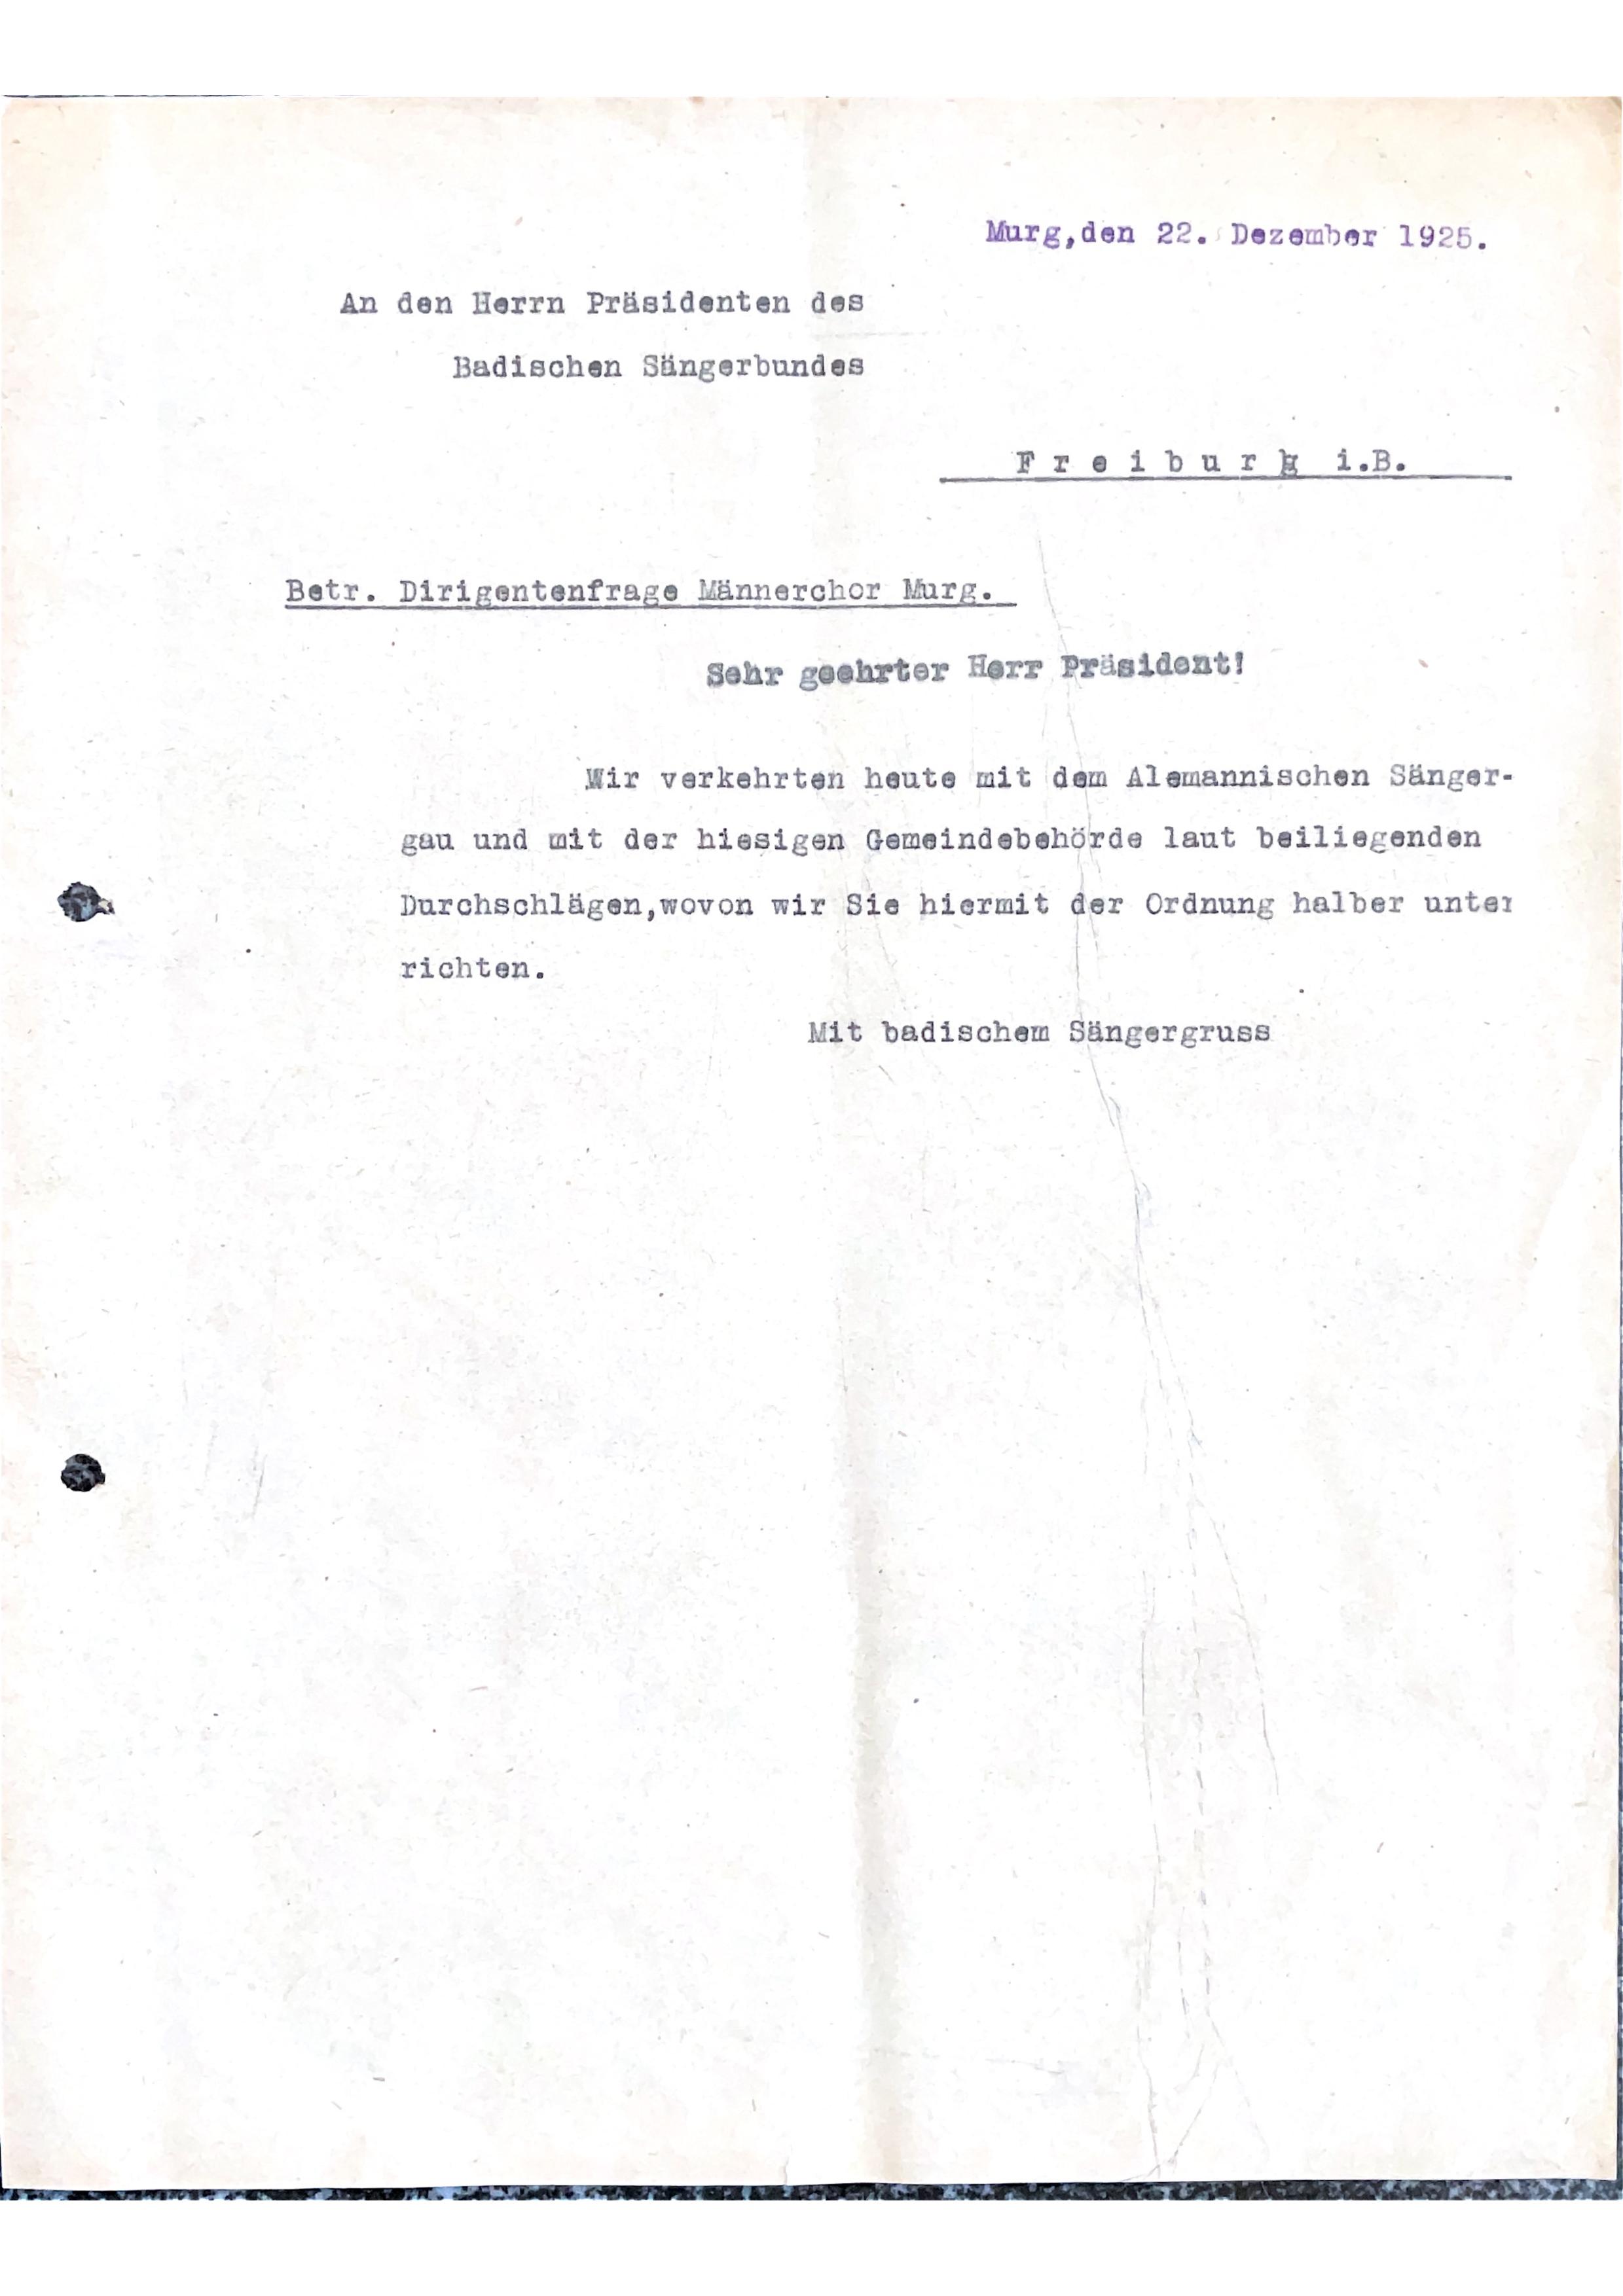 Murg,den 22. Dezember 1925.
An den Herrn Präsidenten des
Badischen Sängerbundes
F r e i b u r g i.B.
Betr. Dirigentenfrage Männerchor Murg.
Sehr geehrter Herr Präsident!
Wir verkehrten heute mit dem Alemannischen Sänger-
gau und mit der hiesigen Gemeindebehörde laut beiliegenden
Durchschlägen,wovon wir Sie hiermit der Ordnung halber unter
richten.
Mit badischem Sängergruss